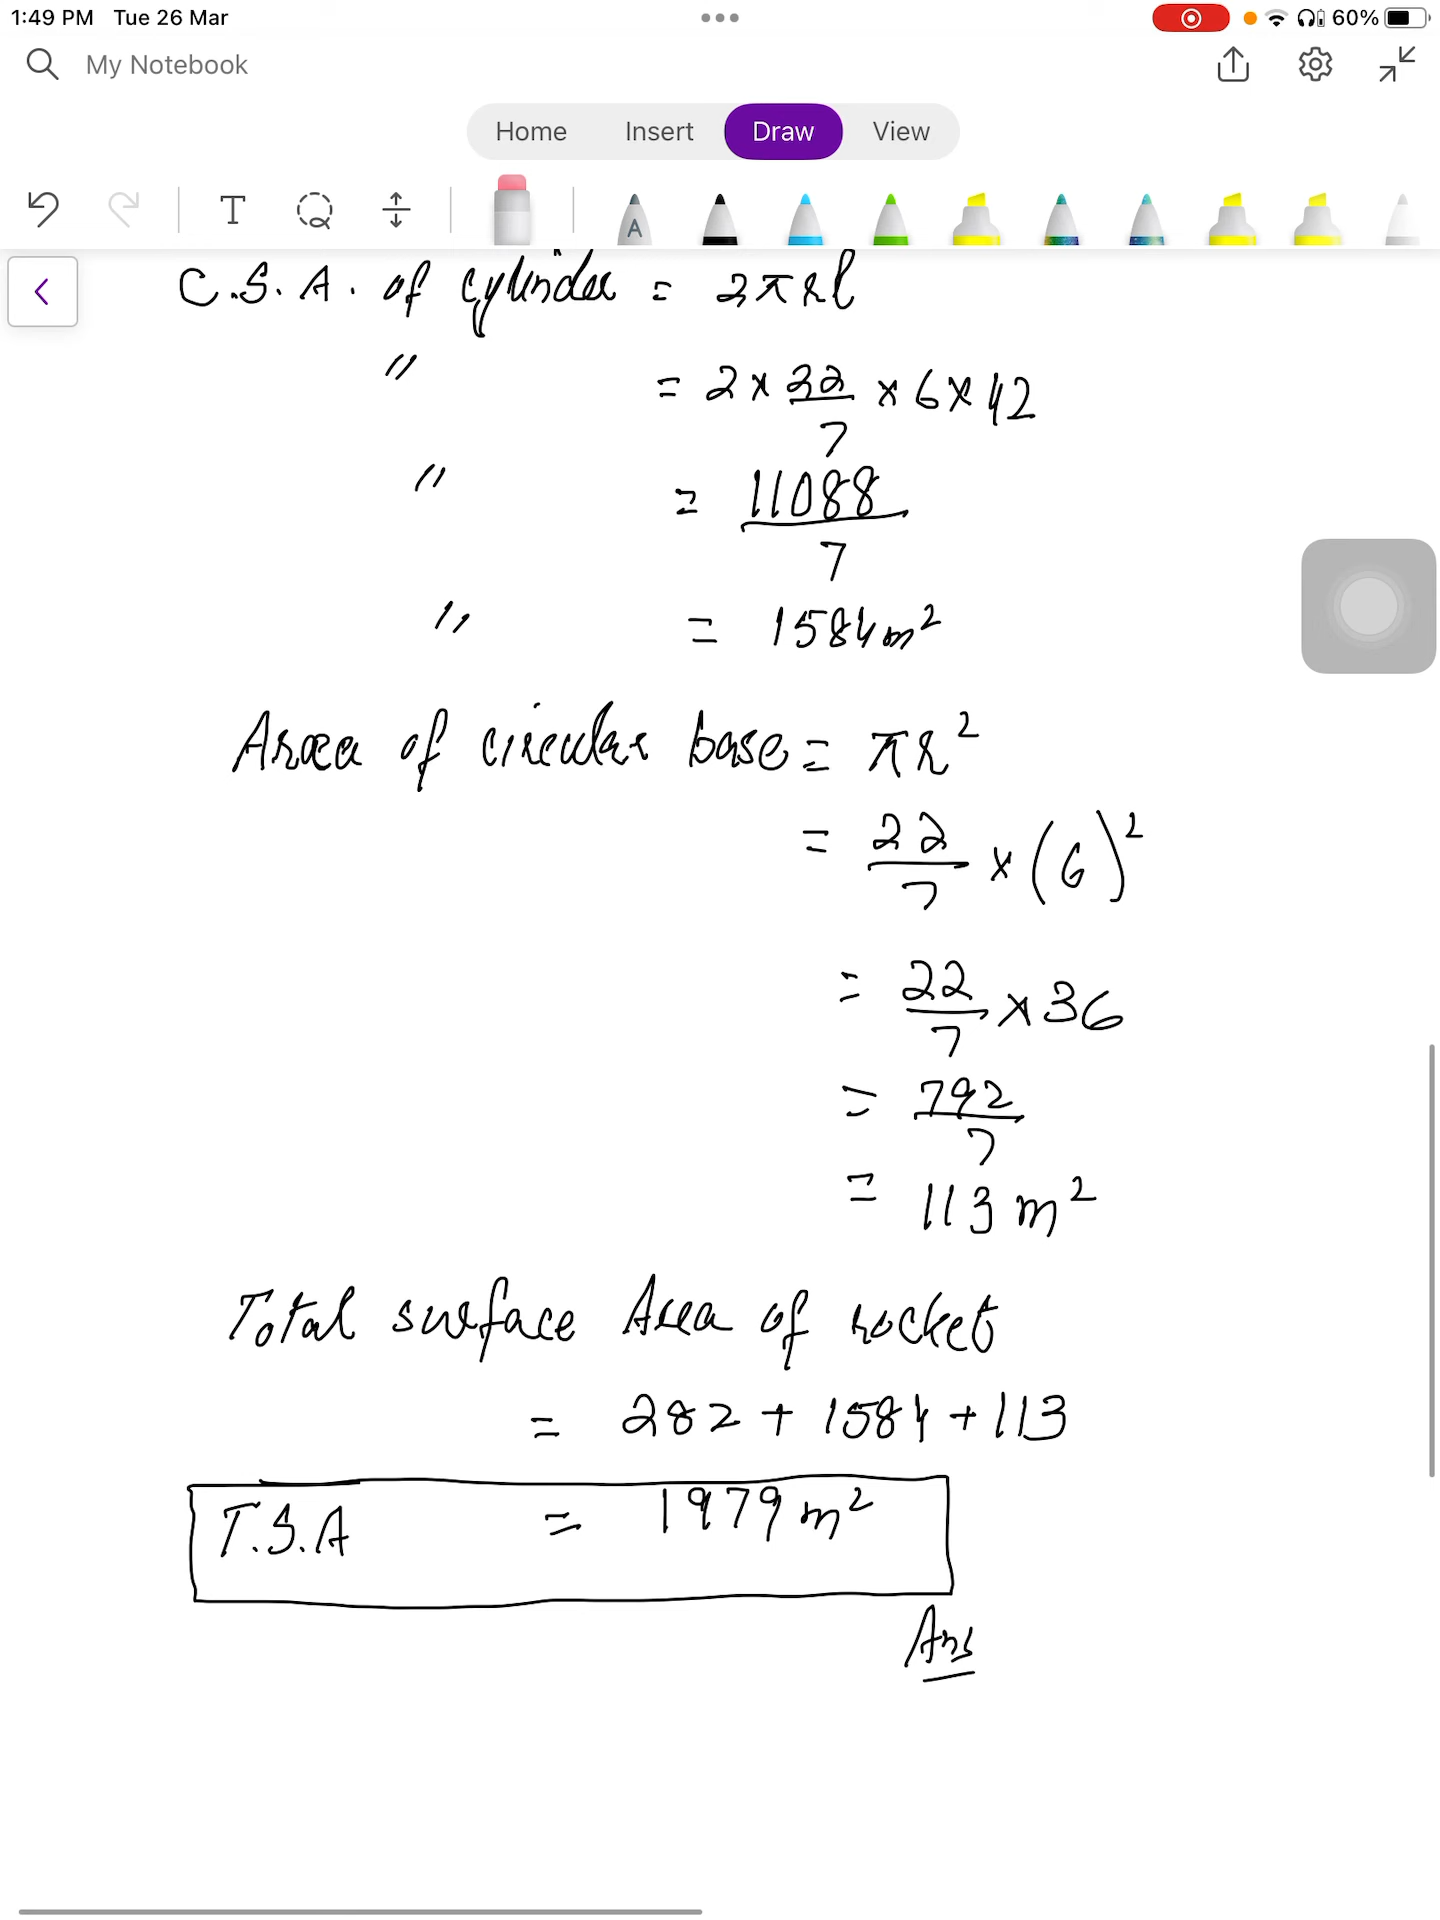 1:49 PM Tue 26 Mar
60%
My Notebook
Home Insert Draw View
T
A
C.S.A. of cylinder = 2πrl
" = 2 × 22/7 × 6 × 42
" = 11088/7
" = 1584 m²
Area of circular base = πr²
= 22/7 × (6)²
= 22/7 × 36
= 792/7
= 113 m²
Total surface Area of rocket
= 282 + 1584 + 113
T.S.A = 1979 m²
Ans